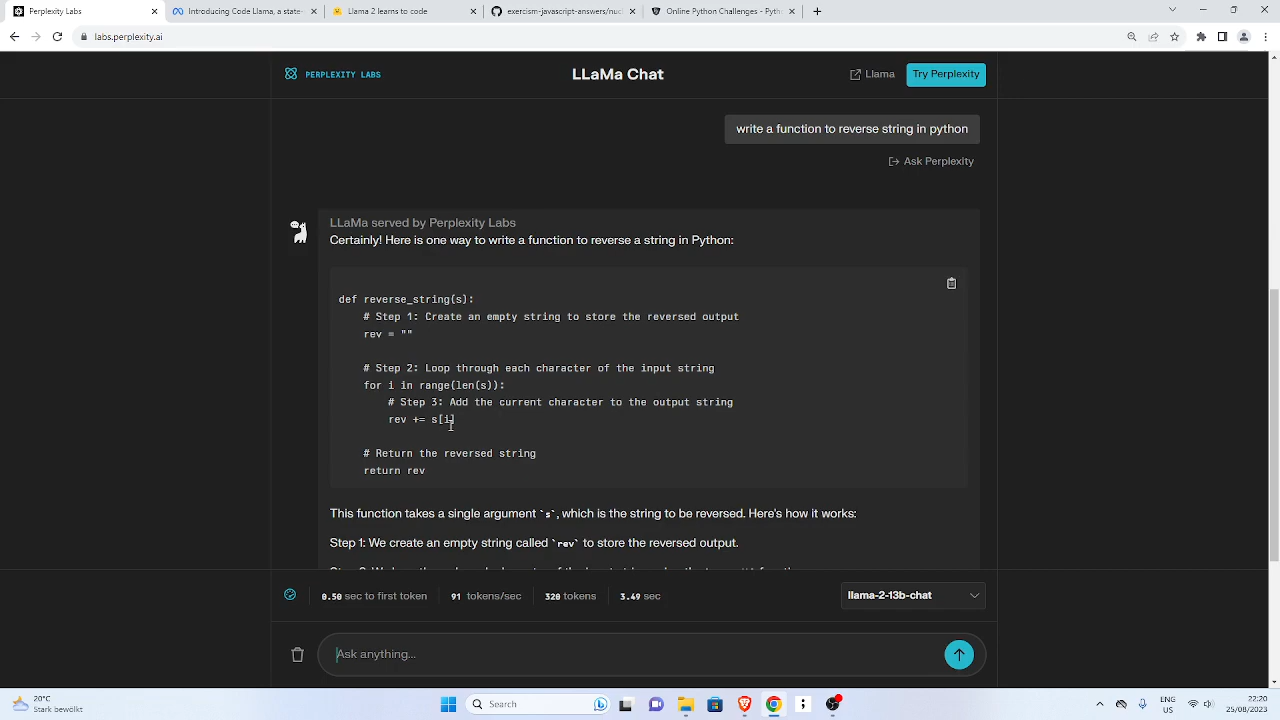 Perplexity Labs
Introducing Code Llama, a state-
Llama 2 learns to code
exercism-javascript-answers/nucl
Online Python Challenges - Pyth
labs.perplexity.ai
PERPLEXITY LABS
LLaMa Chat
Llama
Try Perplexity
write a function to reverse string in python
Ask Perplexity
LLaMa served by Perplexity Labs
Certainly! Here is one way to write a function to reverse a string in Python:
def reverse_string(s):
# Step 1: Create an empty string to store the reversed output
rev = ""
# Step 2: Loop through each character of the input string
for i in range(len(s)):
# Step 3: Add the current character to the output string
rev += s[i]
# Return the reversed string
return rev
This function takes a single argument `s`, which is the string to be reversed. Here's how it works:
Step 1: We create an empty string called `rev` to store the reversed output.
0.50 sec to first token
91 tokens/sec
320 tokens
3.49 sec
llama-2-13b-chat
Ask anything...
20°C
Stark bewölkt
Search
ENG
US
22:20
25/08/2023